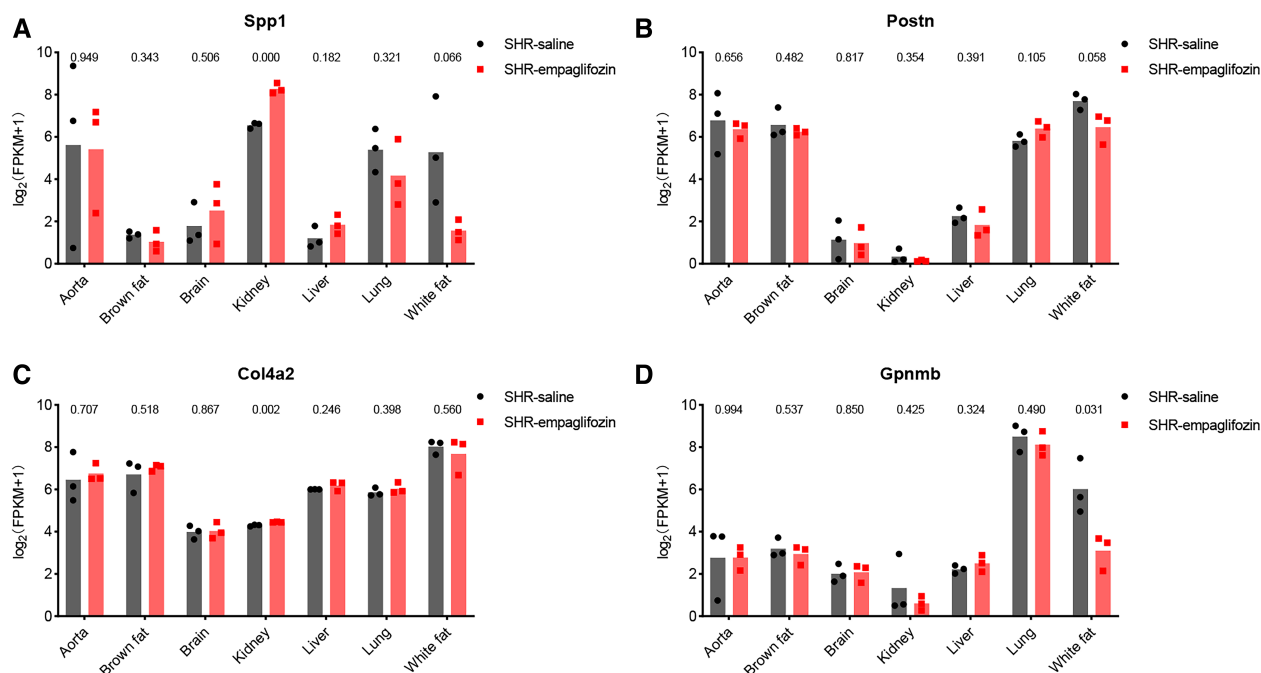 A
Spp1
SHR-saline
SHR-empaglifozin
0.949 0.343 0.506 0.000 0.182 0.321 0.066
log2(FPKM+1)
10
8
6
4
2
0
Aorta Brown fat Brain Kidney Liver Lung White fat
B
Postn
SHR-saline
SHR-empaglifozin
0.656 0.482 0.817 0.354 0.391 0.105 0.058
log2(FPKM+1)
10
8
6
4
2
0
Aorta Brown fat Brain Kidney Liver Lung White fat
C
Col4a2
SHR-saline
SHR-empaglifozin
0.707 0.518 0.867 0.002 0.246 0.398 0.560
log2(FPKM+1)
10
8
6
4
2
0
Aorta Brown fat Brain Kidney Liver Lung White fat
D
Gpnmb
SHR-saline
SHR-empaglifozin
0.994 0.537 0.850 0.425 0.324 0.490 0.031
log2(FPKM+1)
10
8
6
4
2
0
Aorta Brown fat Brain Kidney Liver Lung White fat